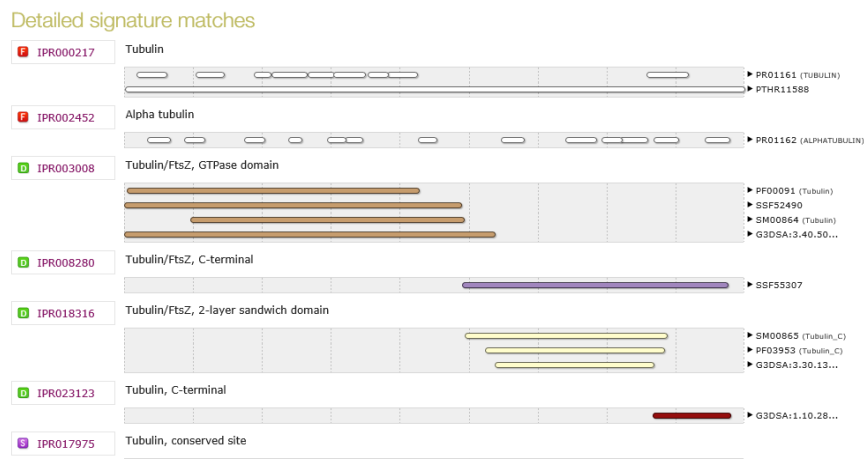 Detailed signature matches
F IPR000217 Tubulin
PR01161 (TUBULIN)
PTHR11588
F IPR002452 Alpha tubulin
PR01162 (ALPHATUBULIN)
D IPR003008 Tubulin/FtsZ, GTPase domain
PF00091 (Tubulin)
SSF52490
SM00864 (Tubulin)
G3DSA:3.40.50...
D IPR008280 Tubulin/FtsZ, C-terminal
SSF55307
D IPR018316 Tubulin/FtsZ, 2-layer sandwich domain
SM00865 (Tubulin_C)
PF03953 (Tubulin_C)
G3DSA:3.30.13...
D IPR023123 Tubulin, C-terminal
G3DSA:1.10.28...
S IPR017975 Tubulin, conserved site